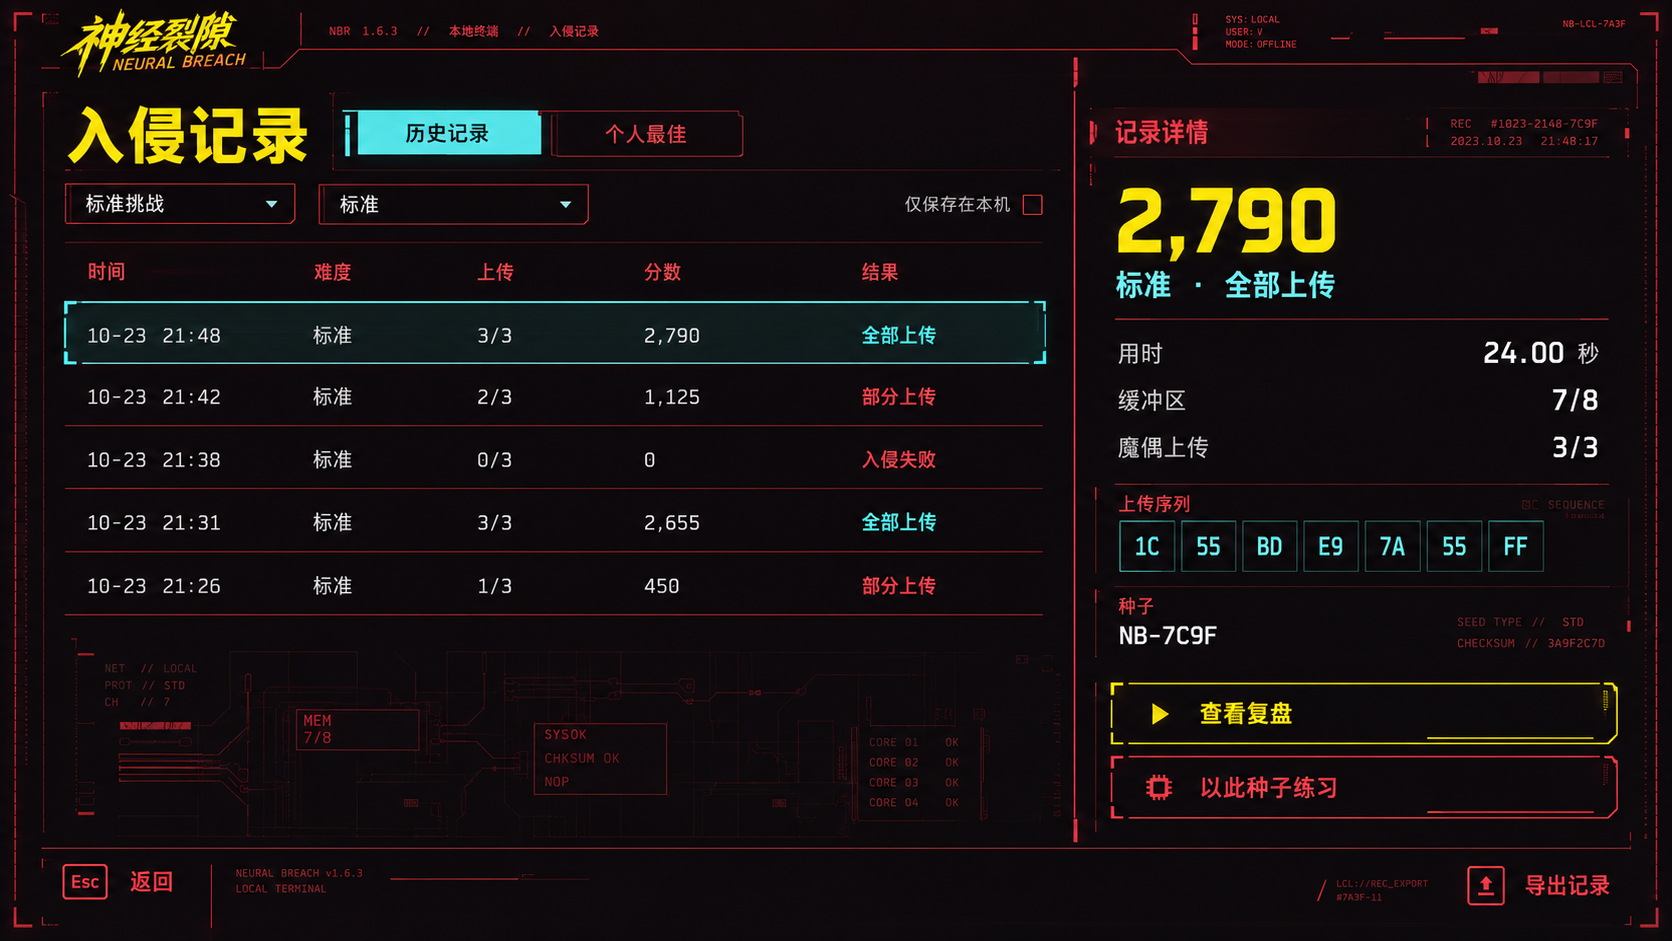 神经裂隙
NEURAL BREACH
NBR 1.6.3 // 本地终端 // 入侵记录
SYS: LOCAL
USER: V
MODE: OFFLINE
NB-LCL-7A3F
入侵记录
历史记录
个人最佳
标准挑战
标准
仅保存在本机
时间 难度 上传 分数 结果
10-23 21:48 标准 3/3 2,790 全部上传
10-23 21:42 标准 2/3 1,125 部分上传
10-23 21:38 标准 0/3 0 入侵失败
10-23 21:31 标准 3/3 2,655 全部上传
10-23 21:26 标准 1/3 450 部分上传
NET // LOCAL
PROT // STD
CH // 7
MEM
7/8
SYSOK
CHKSUM OK
NOP
CORE 01 OK
CORE 02 OK
CORE 03 OK
CORE 04 OK
记录详情
REC #1023-2148-7C9F
2023.10.23 21:48:17
2,790
标准 · 全部上传
用时 24.00 秒
缓冲区 7/8
魔偶上传 3/3
上传序列
SEQUENCE
1C 55 BD E9 7A 55 FF
种子
NB-7C9F
SEED TYPE // STD
CHECKSUM // 3A9F2C7D
查看复盘
以此种子练习
Esc 返回
NEURAL BREACH v1.6.3
LOCAL TERMINAL
LCL://REC_EXPORT
#7A3F-11
导出记录